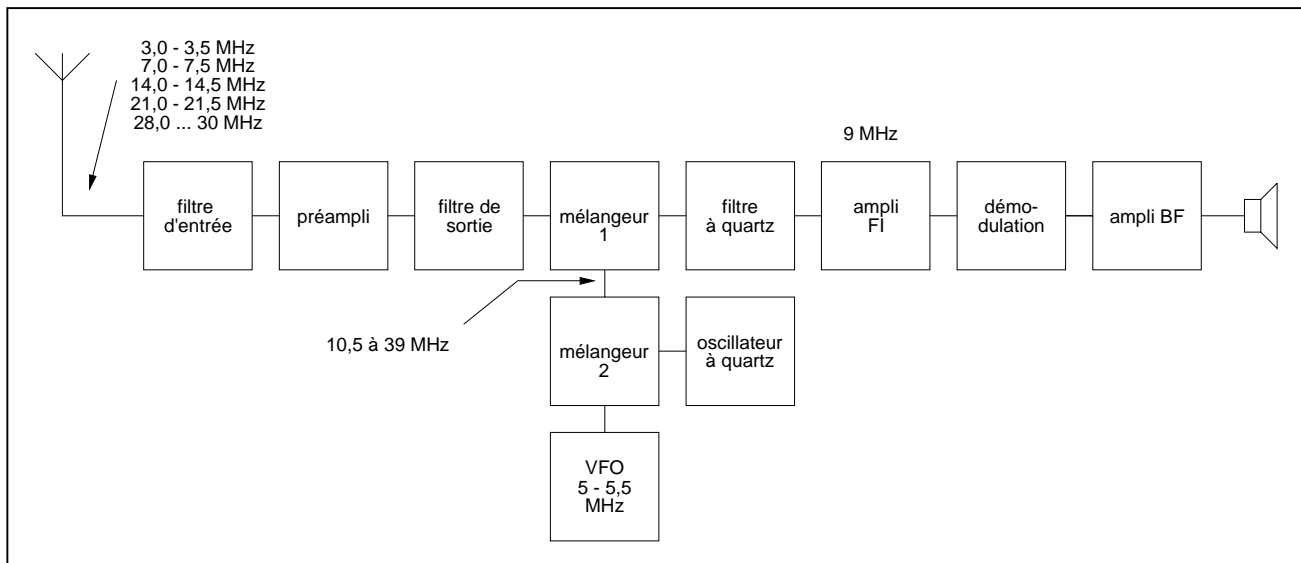 3,0 - 3,5 MHz
7,0 - 7,5 MHz
14,0 - 14,5 MHz
21,0 - 21,5 MHz
28,0 ... 30 MHz
9 MHz
filtre
d'entrée
préampli
filtre de
sortie
mélangeur
1
filtre
à quartz
ampli
FI
démo-
dulation
ampli BF
10,5 à 39 MHz
mélangeur
2
oscillateur
à quartz
VFO
5 - 5,5
MHz